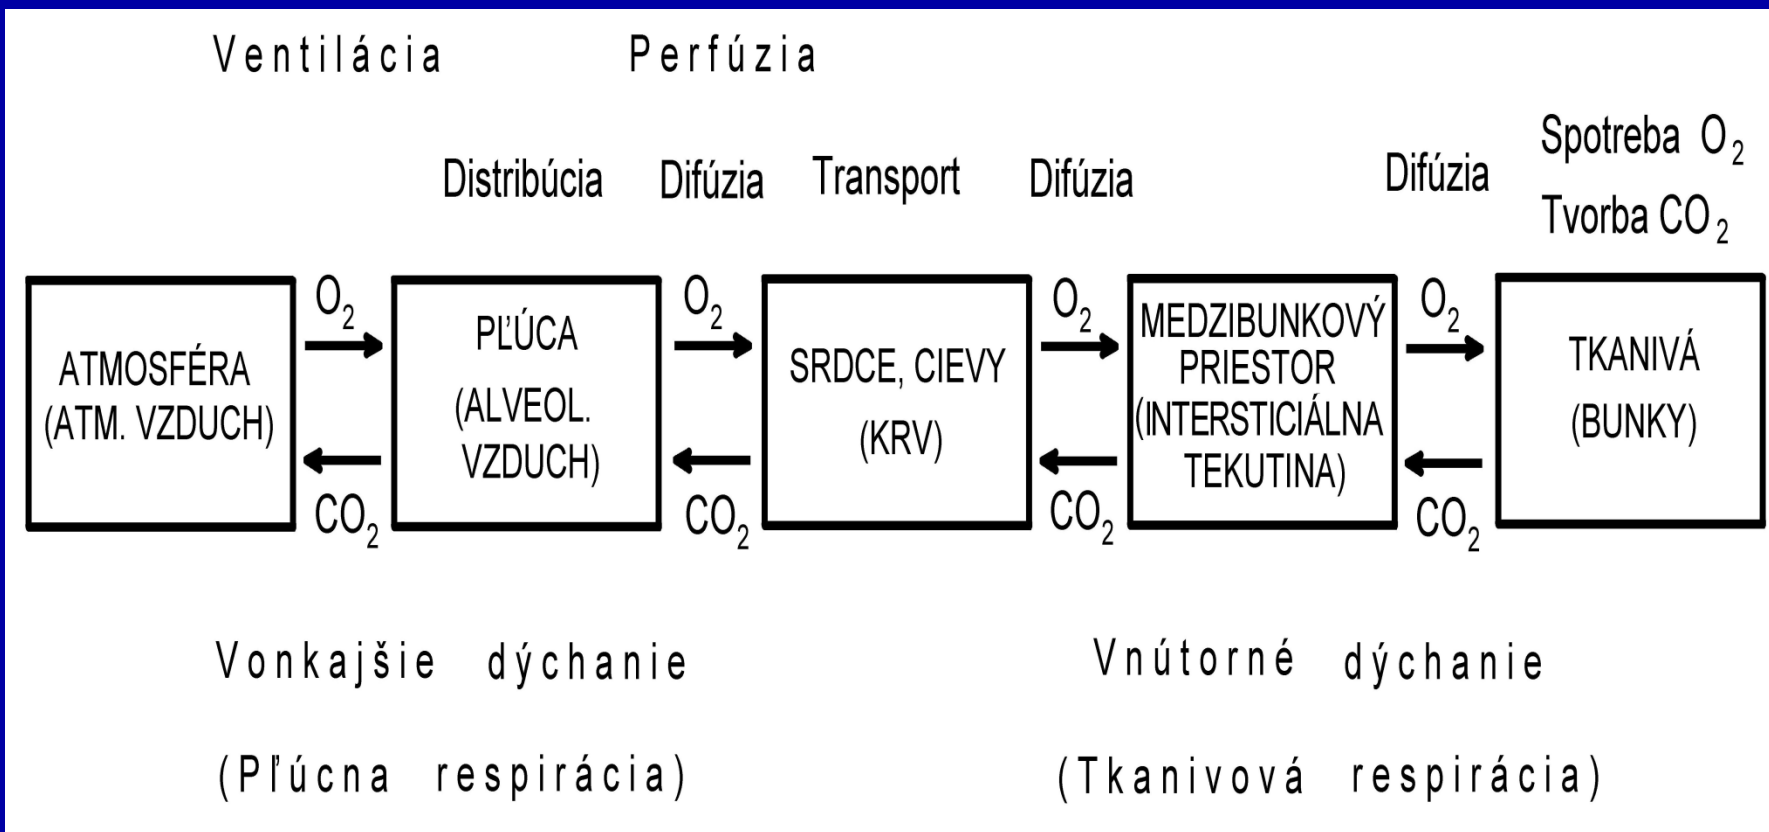 Ventilácia Perfúzia
Distribúcia Difúzia Transport Difúzia Difúzia
Spotreba O₂
Tvorba CO₂
ATMOSFÉRA
(ATM. VZDUCH)
O₂
CO₂
PĽÚCA
(ALVEOL.
VZDUCH)
O₂
CO₂
SRDCE, CIEVY
(KRV)
O₂
CO₂
MEDZIBUNKOVÝ
PRIESTOR
(INTERSTICIÁLNA
TEKUTINA)
O₂
CO₂
TKANIVÁ
(BUNKY)
Vonkajšie dýchanie
(Pľúcna respirácia)
Vnútorné dýchanie
(Tkanivová respirácia)